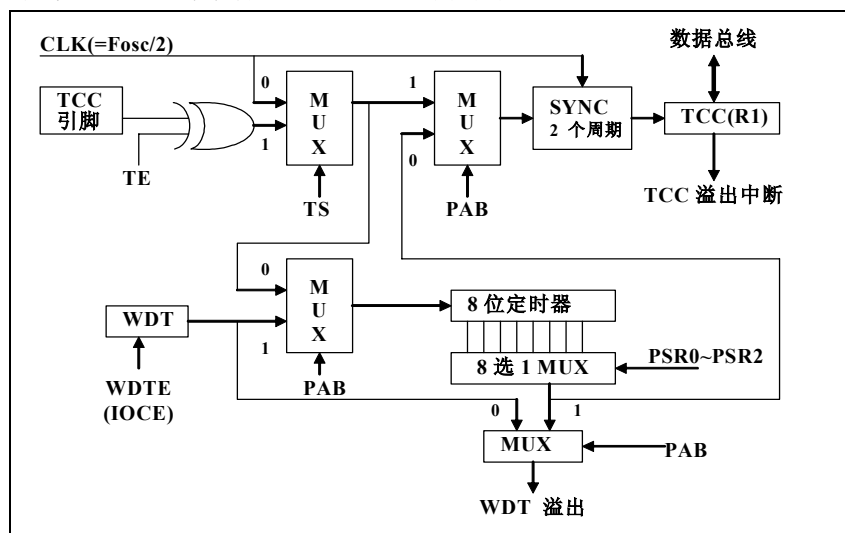 CLK(=Fosc/2)
数据总线
0
1
TCC
引脚
M
U
X
M
U
X
SYNC
2 个周期
TCC(R1)
1
0
TE
TS
PAB
TCC 溢出中断
0
M
U
X
8 位定时器
WDT
1
8 选 1 MUX
PSR0~PSR2
WDTE
(IOCE)
PAB
0
1
MUX
PAB
WDT 溢出